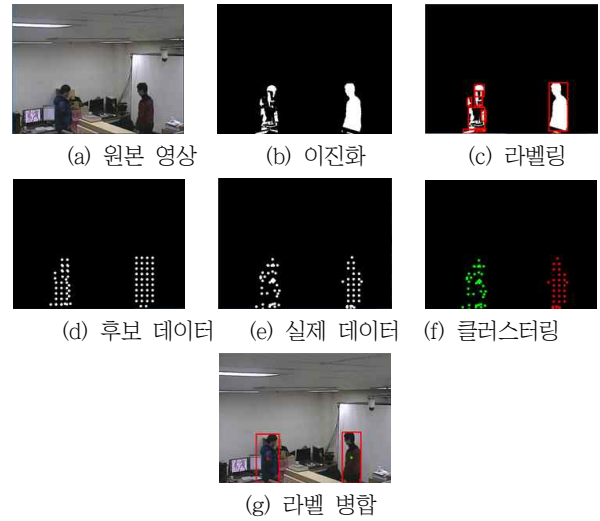 (a) 원본 영상
(b) 이진화
(c) 라벨링
(d) 후보 데이터
(e) 실제 데이터
(f) 클러스터링
(g) 라벨 병합